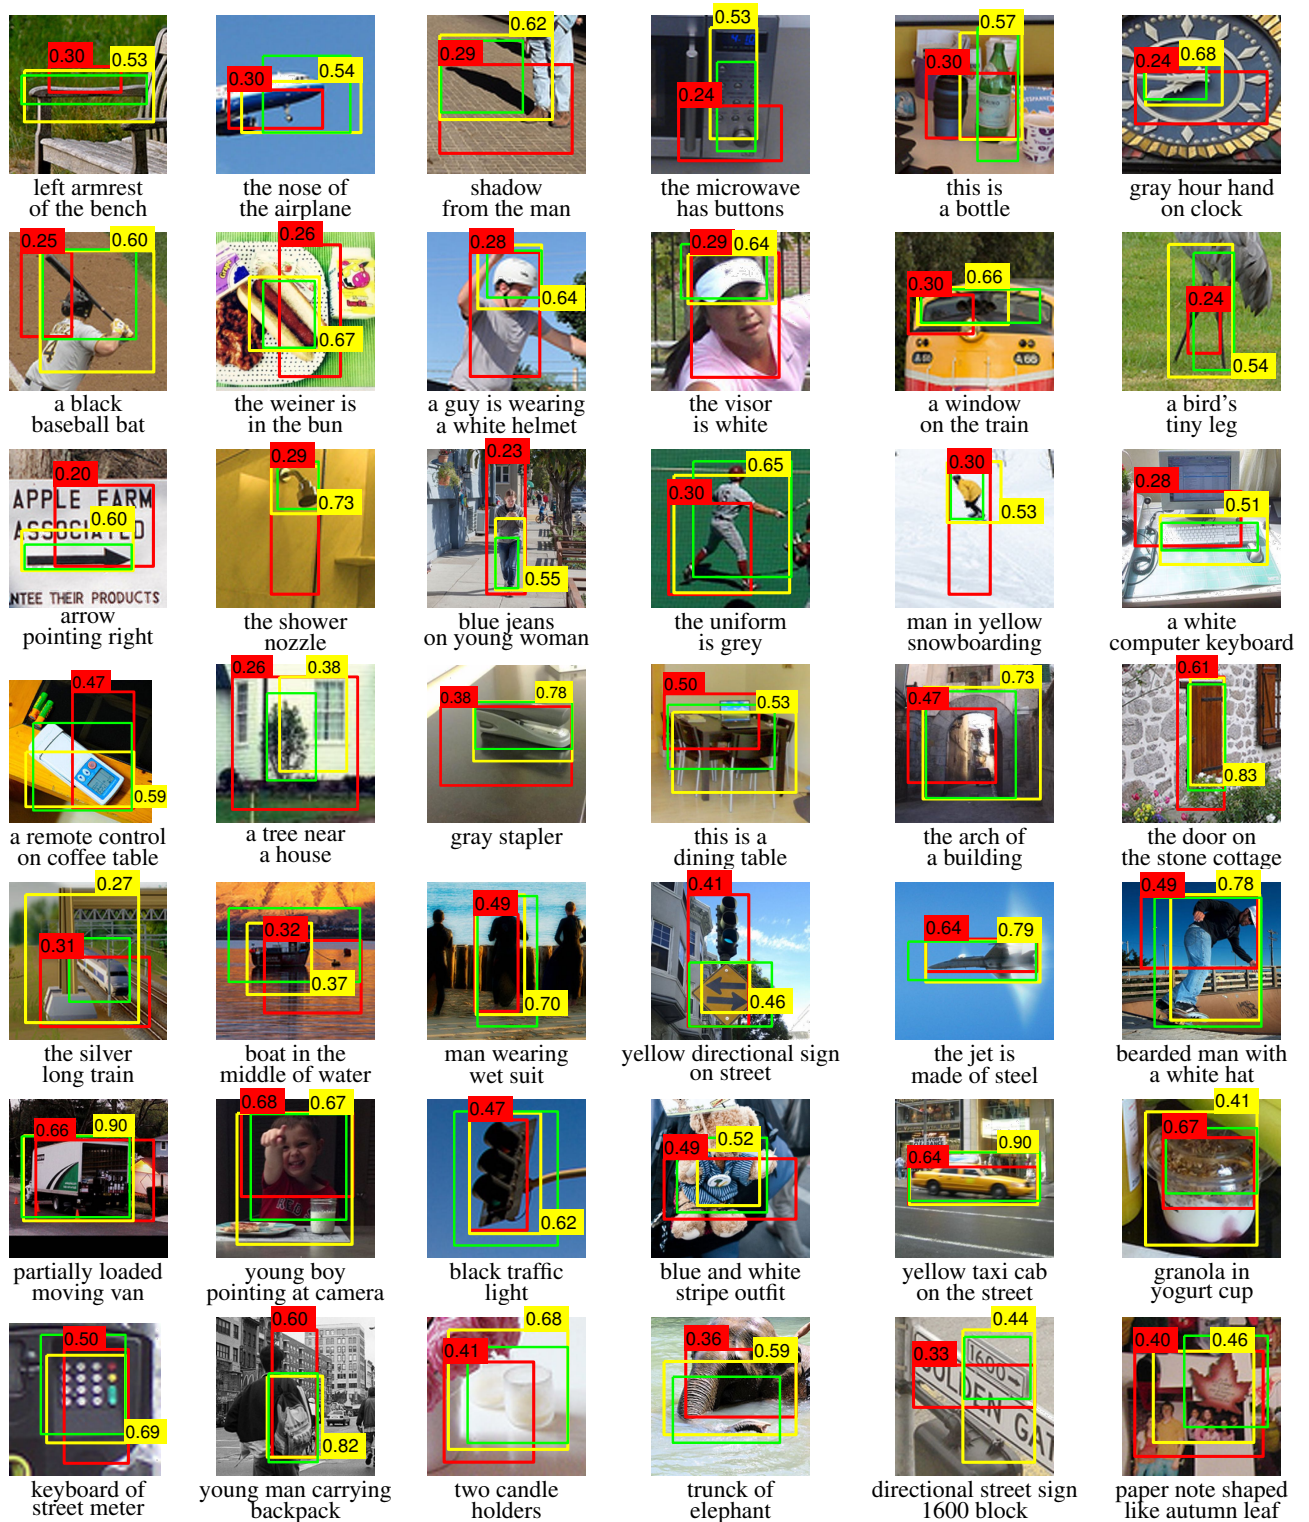 0.30 0.53
left armrest
of the bench
0.30 0.54
the nose of
the airplane
0.62
0.29
shadow
from the man
0.53
0.24
the microwave
has buttons
0.57
0.30
this is
a bottle
0.24 0.68
gray hour hand
on clock
0.25 0.60
4
a black
baseball bat
0.26
0.67
the weiner is
in the bun
0.28
0.64
a guy is wearing
a white helmet
0.29 0.64
the visor
is white
0.66
0.30
A 68
a window
on the train
0.24
0.54
a bird's
tiny leg
0.20
APPLE FARM
0.60
ASSOCIATED
NTEE THEIR PRODUCTS
arrow
pointing right
0.29
0.73
the shower
nozzle
0.23
0.55
blue jeans
on young woman
0.65
0.30
the uniform
is grey
0.30
0.53
man in yellow
snowboarding
0.28
0.51
a white
computer keyboard
0.47
0.59
a remote control
on coffee table
0.26 0.38
a tree near
a house
0.38 0.78
gray stapler
0.50
0.53
this is a
dining table
0.73
0.47
the arch of
a building
0.61
0.83
the door on
the stone cottage
0.27
0.31
the silver
long train
0.32
0.37
boat in the
middle of water
0.49
0.70
man wearing
wet suit
0.41
0.46
yellow directional sign
on street
0.64 0.79
the jet is
made of steel
0.49 0.78
bearded man with
a white hat
0.90
0.66
partially loaded
moving van
0.68 0.67
young boy
pointing at camera
0.47
0.62
black traffic
light
0.52
0.49
blue and white
stripe outfit
0.90
0.64
yellow taxi cab
on the street
0.41
0.67
granola in
yogurt cup
0.50
0.69
keyboard of
street meter
0.60
0.82
young man carrying
backpack
0.68
0.41
two candle
holders
0.36
0.59
trunck of
elephant
0.44
0.33
1600
GOLDEN GAT
directional street sign
1600 block
0.40 0.46
paper note shaped
like autumn leaf